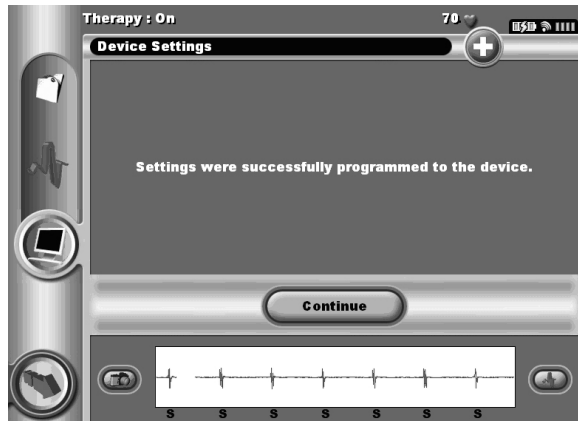 Therapy : On
70
Device Settings
Settings were successfully programmed to the device.
Continue
S S S S S S S